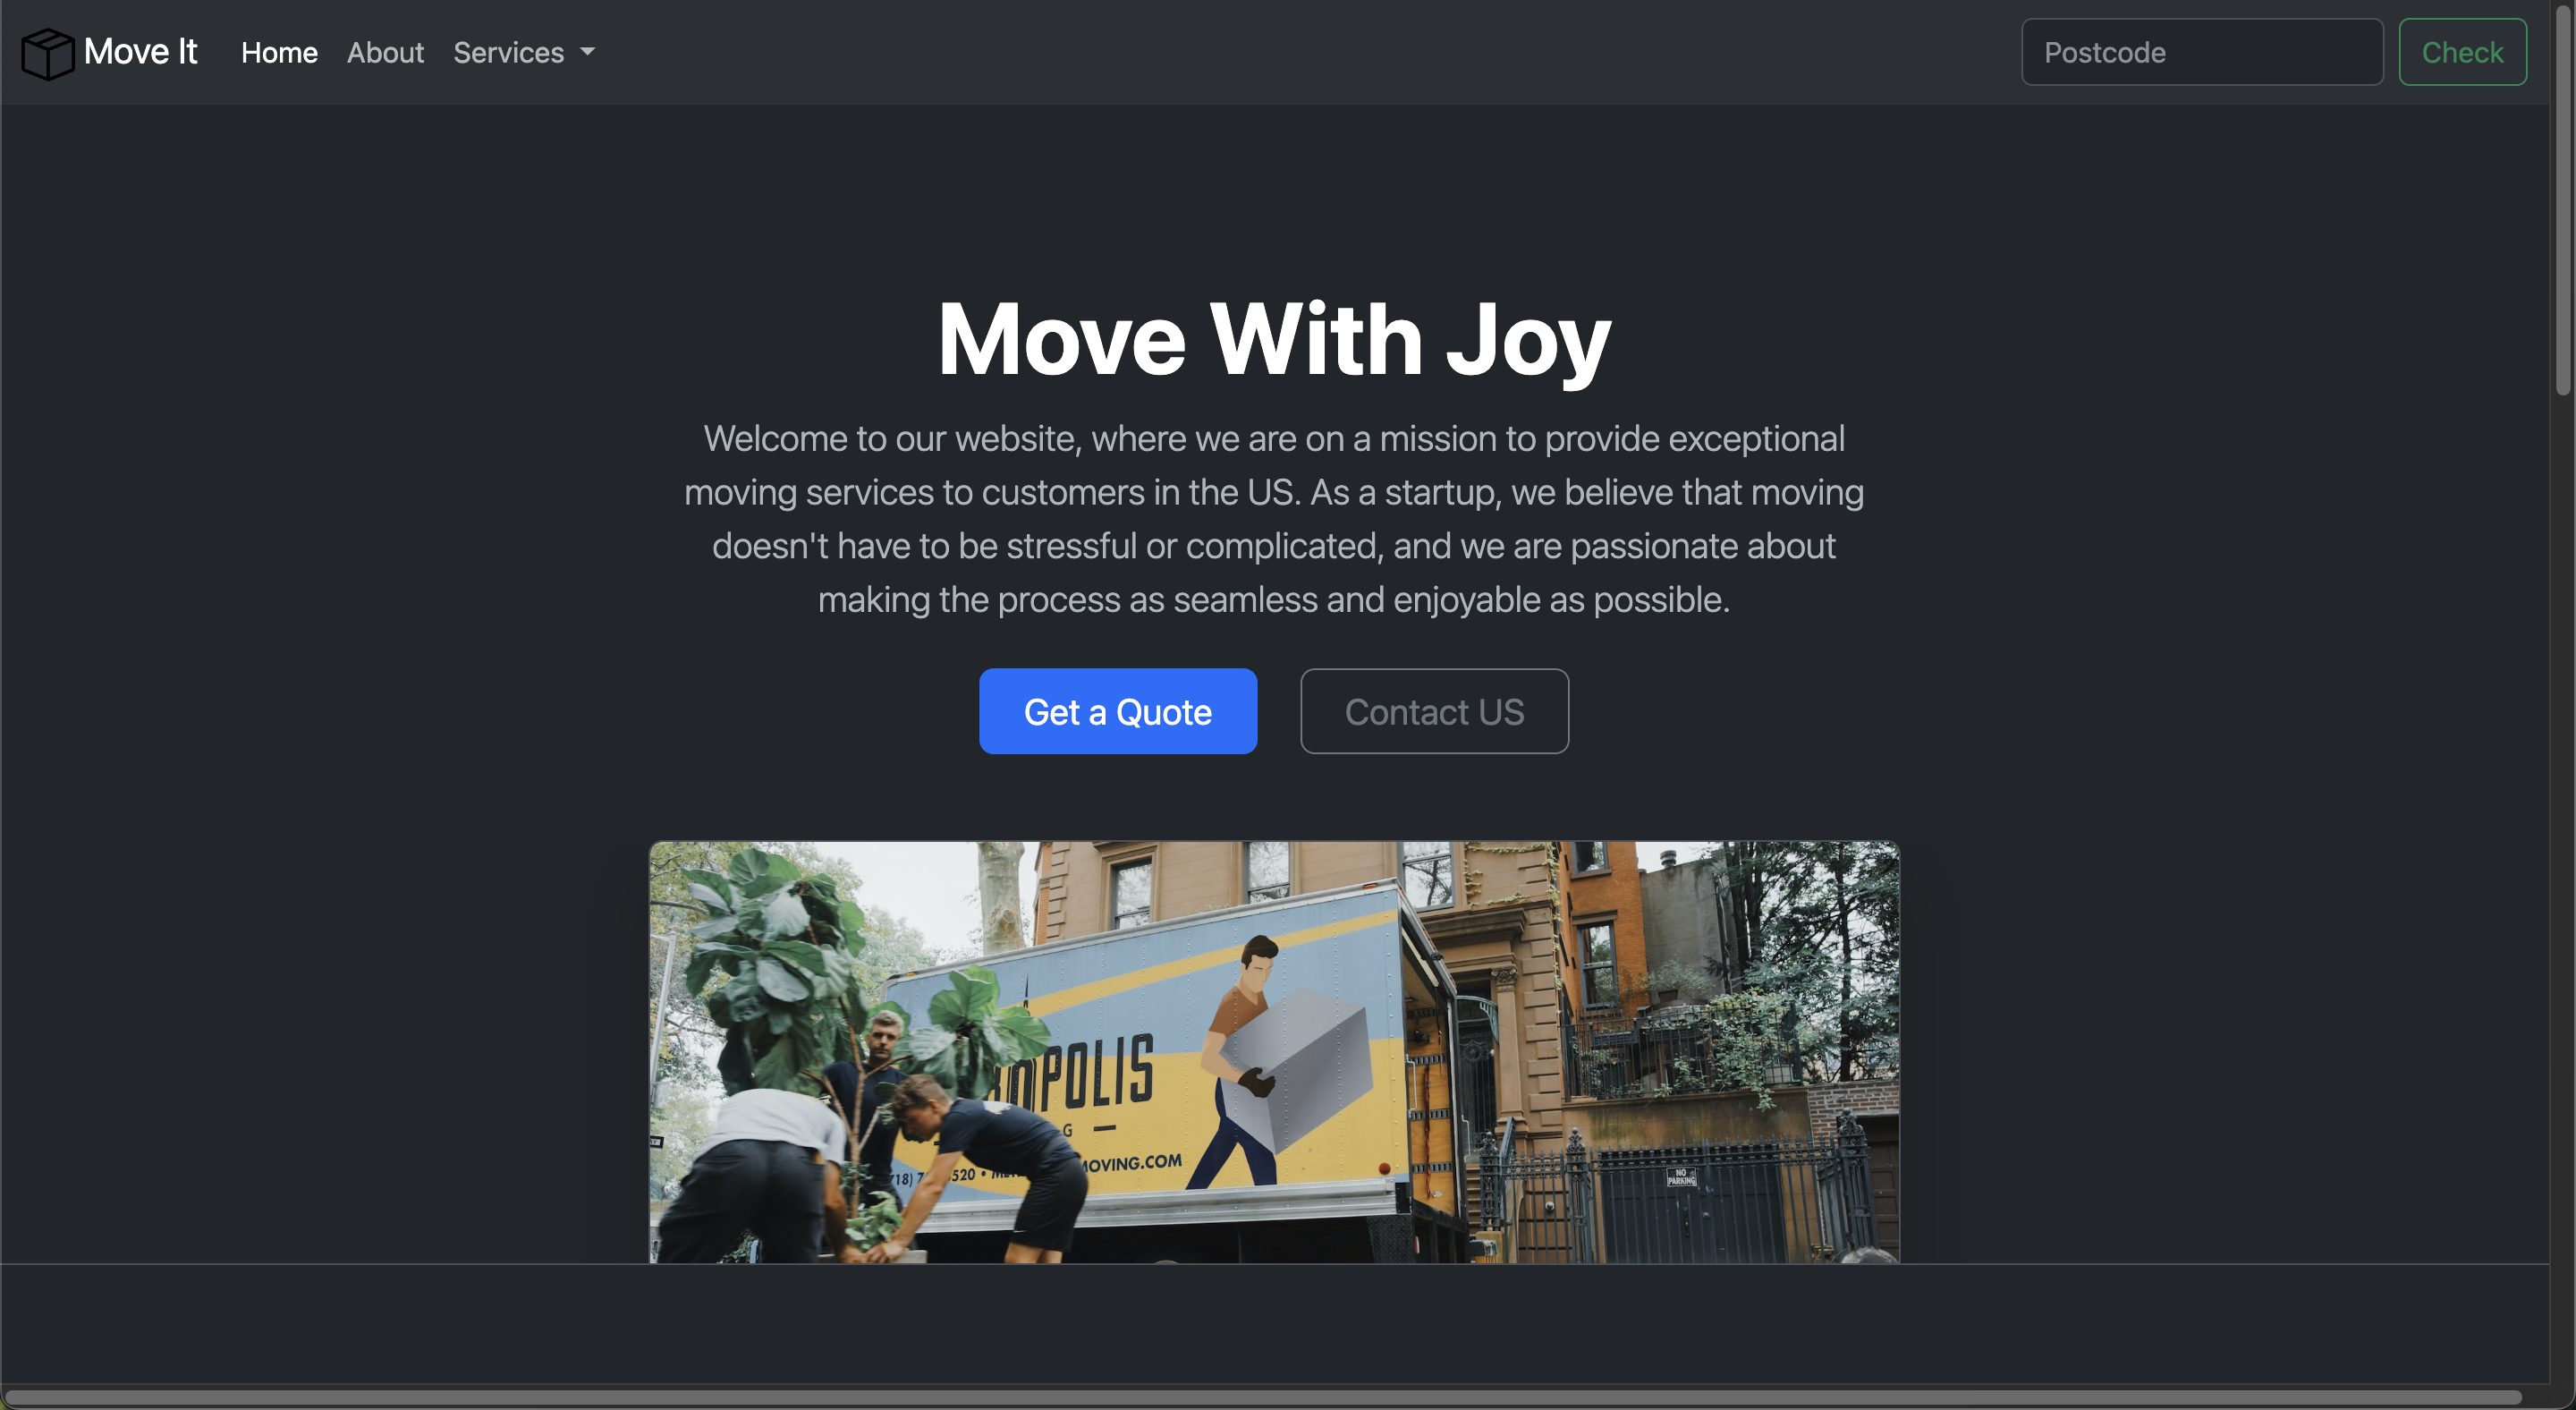 Move It
Home
About
Services
Postcode
Check
Move With Joy
Welcome to our website, where we are on a mission to provide exceptional
moving services to customers in the US. As a startup, we believe that moving
doesn't have to be stressful or complicated, and we are passionate about
making the process as seamless and enjoyable as possible.
Get a Quote
Contact US
POLIS
G —
520 •
MOVING.COM
NO
PARKING